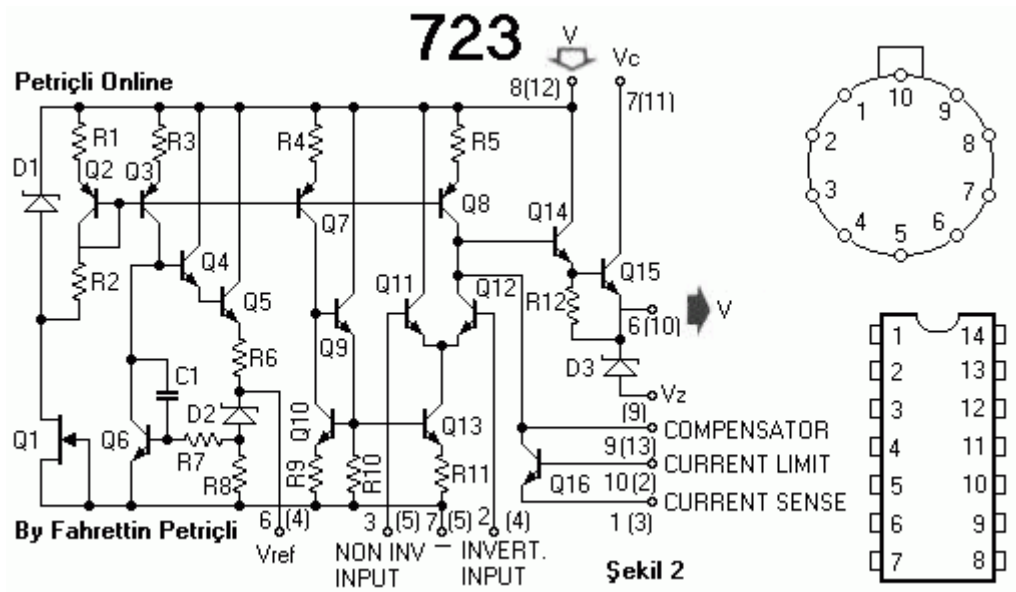 723
Petriçli Online
V
Vc
8(12)
7(11)
R1
R3
R4
R5
D1
Q2
Q3
Q7
Q8
Q14
R2
Q4
Q5
Q11
Q12
Q15
R12
6(10)
V
Q9
R6
D3
Vz
(9)
C1
D2
Q1
Q6
R7
R8
Q10
Q13
R9
R10
R11
COMPENSATOR
9(13)
CURRENT LIMIT
Q16
10(2)
CURRENT SENSE
1(3)
By Fahrettin Petriçli
6 (4)
3 (5)
7 (5)
2 (4)
Vref
NON INV
INPUT
–
INVERT.
INPUT
Şekil 2
10
1
9
2
8
3
7
4
6
5
1 14
2 13
3 12
4 11
5 10
6 9
7 8